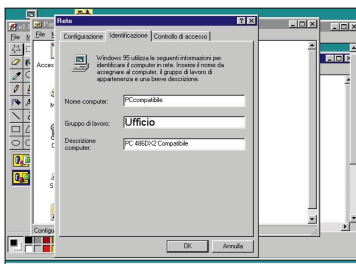 Rete
Configurazione Identificazione Controllo di accesso
Windows 95 utilizza le seguenti informazioni per
identificare il computer in rete. Inserire il nome da
assegnare al computer, il gruppo di lavoro di
appartenenza e una breve descrizione.
Nome computer: PCcompatibile
Gruppo di lavoro: Ufficio
Descrizione
computer: PC 486DX2 Compatibile
OK Annulla
File
File
Acces
Configu